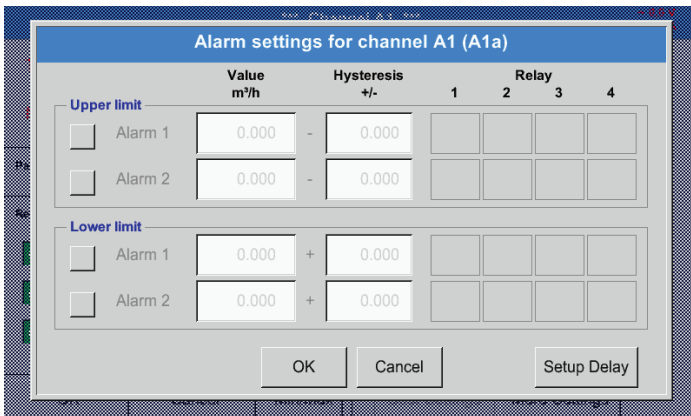 *** Channel A1 ***
Alarm settings for channel A1 (A1a)
Value Hysteresis Relay
m³/h +/- 1 2 3 4
Upper limit
Alarm 1 0.000 - 0.000
Alarm 2 0.000 - 0.000
Lower limit
Alarm 1 0.000 + 0.000
Alarm 2 0.000 + 0.000
OK Cancel Setup Delay